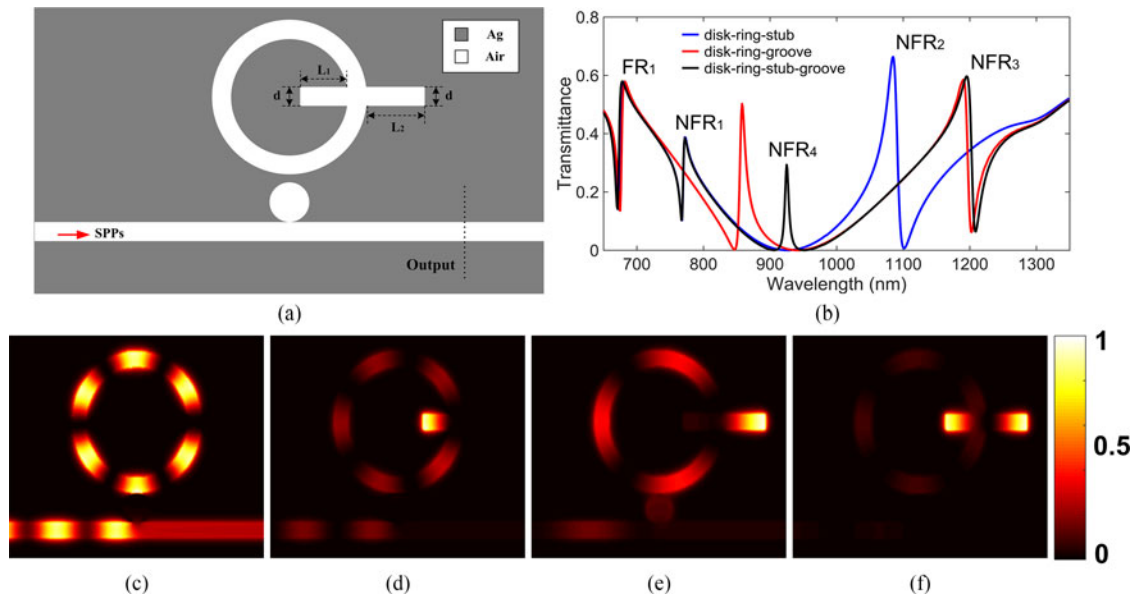 Ag
Air
L1
d
d
L2
SPPs
Output
(a)
0.8
0.6
0.4
0.2
0
Transmittance
disk-ring-stub
disk-ring-groove
disk-ring-stub-groove
FR1
NFR1
NFR4
NFR2
NFR3
700 800 900 1000 1100 1200 1300
Wavelength (nm)
(b)
1
0.5
0
(c) (d) (e) (f)